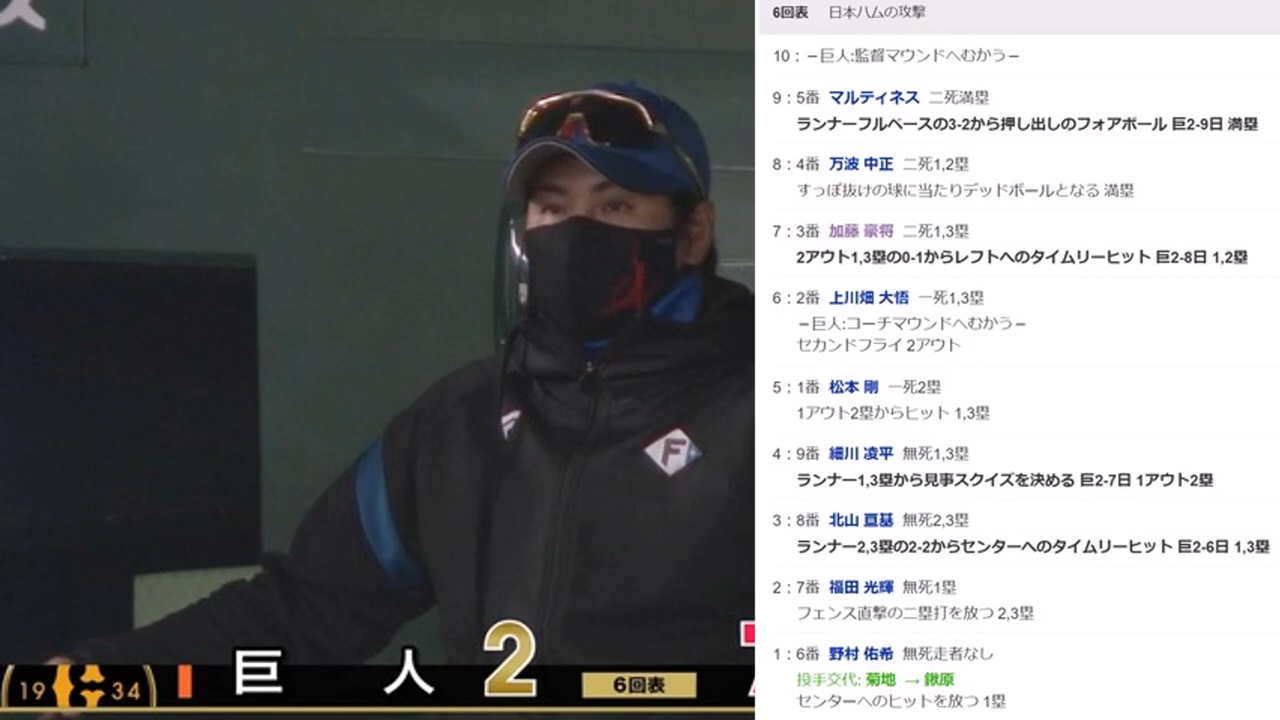 ス
F
19 34
巨人 2
6回表
6回表 日本ハムの攻撃
10：－巨人:監督マウンドへむかう－
9：5番 マルティネス 二死満塁
ランナーフルベースの3-2から押し出しのフォアボール 巨2-9日 満塁
8：4番 万波 中正 二死1,2塁
すっぽ抜けの球に当たりデッドボールとなる 満塁
7：3番 加藤 豪将 二死1,3塁
2アウト1,3塁の0-1からレフトへのタイムリーヒット 巨2-8日 1,2塁
6：2番 上川畑 大悟 一死1,3塁
－巨人:コーチマウンドへむかう－
セカンドフライ 2アウト
5：1番 松本 剛 一死2塁
1アウト2塁からヒット 1,3塁
4：9番 細川 凌平 無死1,3塁
ランナー1,3塁から見事スクイズを決める 巨2-7日 1アウト2塁
3：8番 北山 亘基 無死2,3塁
ランナー2,3塁の2-2からセンターへのタイムリーヒット 巨2-6日 1,3塁
2：7番 福田 光輝 無死1塁
フェンス直撃の二塁打を放つ 2,3塁
1：6番 野村 佑希 無死走者なし
投手交代: 菊地 → 鍬原
センターへのヒットを放つ 1塁